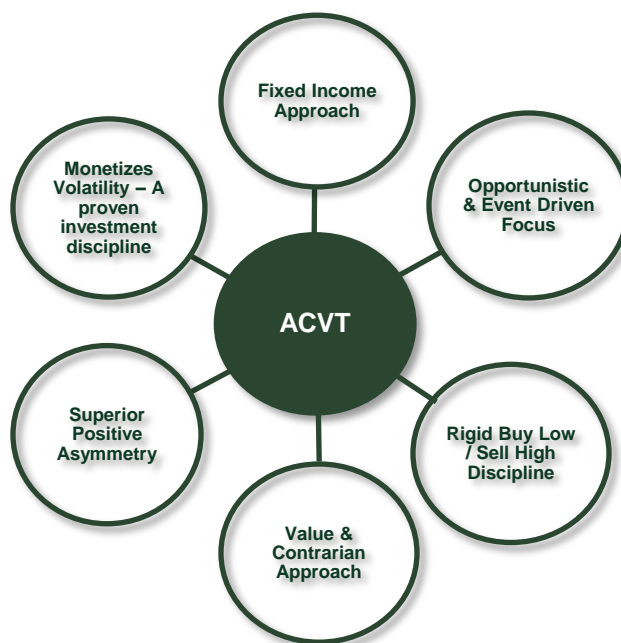 Fixed Income
Approach
Monetizes
Volatility – A
proven
investment
discipline
Opportunistic
& Event Driven
Focus
ACVT
Superior
Positive
Asymmetry
Rigid Buy Low
/ Sell High
Discipline
Value &
Contrarian
Approach